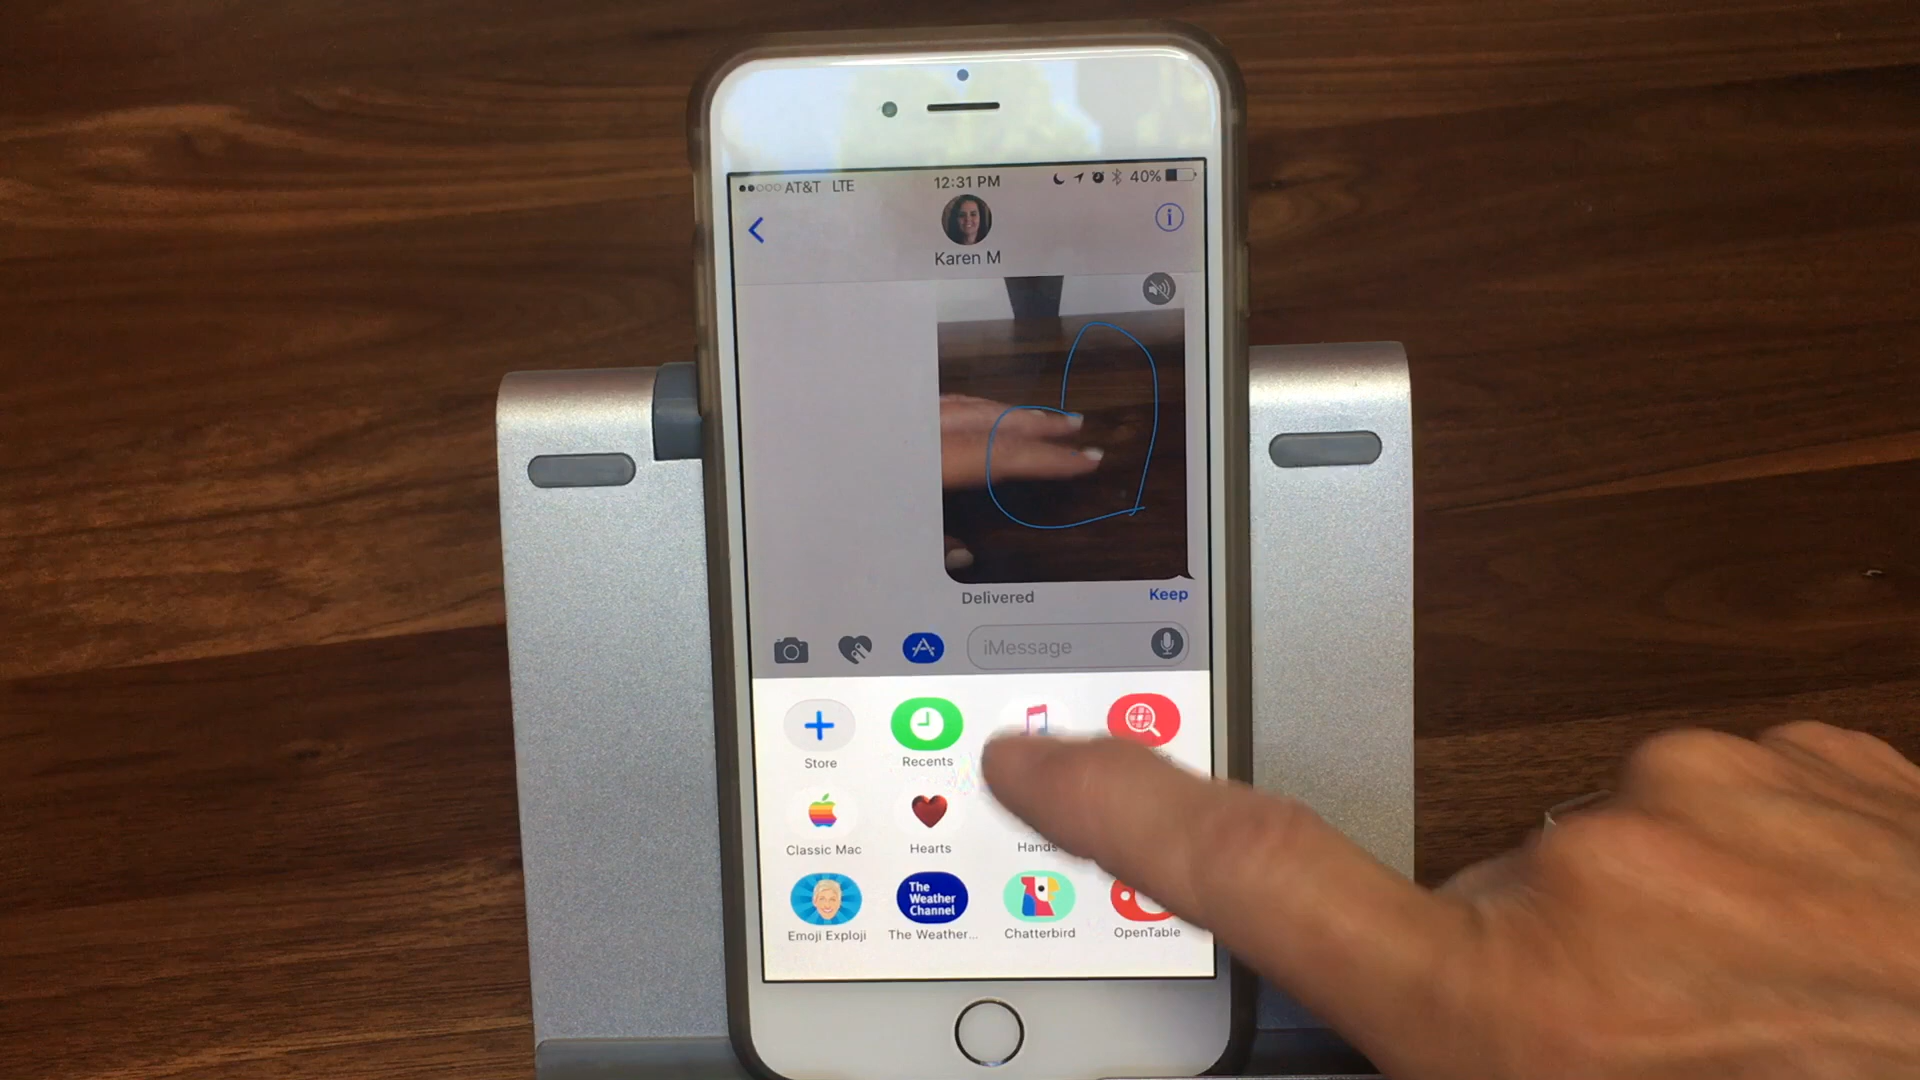 AT&T LTE 12:31 PM 40%
Karen M
Delivered Keep
iMessage
Store Recents
Classic Mac Hearts Hands
The
Weather
Channel
Emoji Exploji The Weather... Chatterbird OpenTable